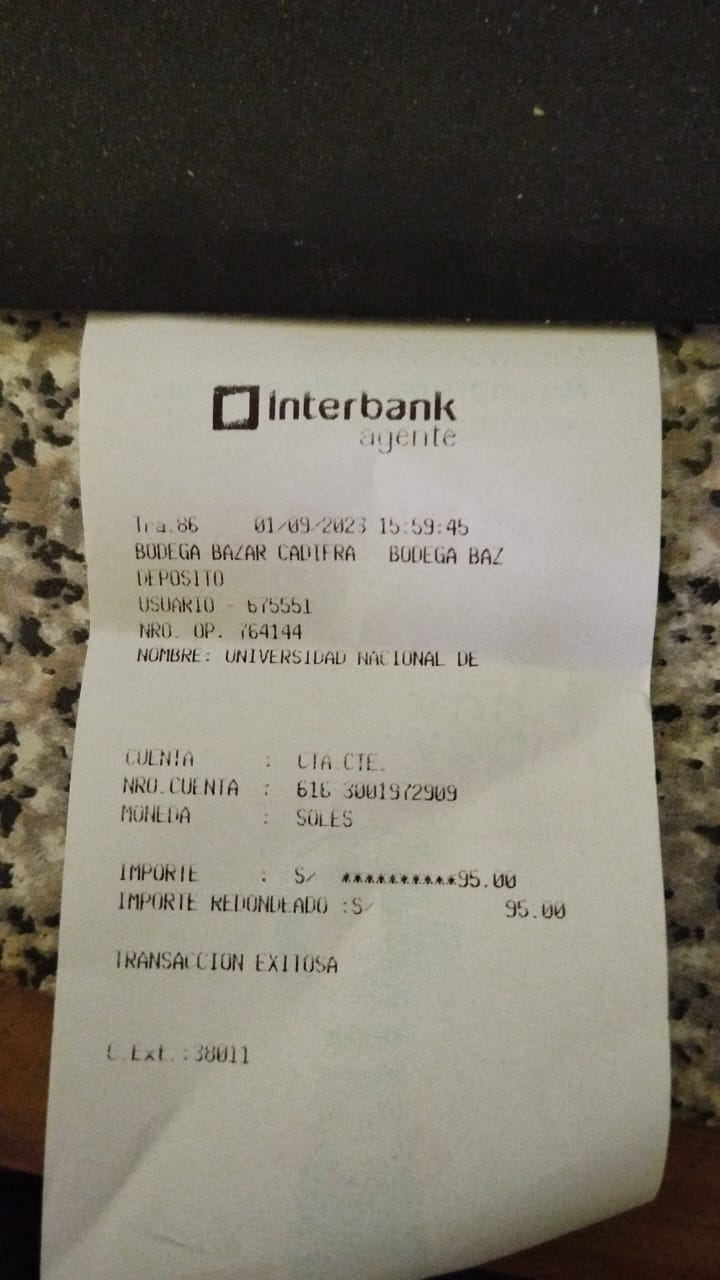 Interbank
agente
Tra.86 01/09/2023 15:59:45
BODEGA BAZAR CADIFRA BODEGA BAZ
DEPOSITO
USUARIO - 675551
NRO. OP. 764144
NOMBRE: UNIVERSIDAD NACIONAL DE
CUENTA : CTA.CTE.
NRO.CUENTA : 616 3001972909
MONEDA : SOLES
IMPORTE : S/ **********95.00
IMPORTE REDONDEADO :S/ 95.00
TRANSACCION EXITOSA
C.Ext.:38011